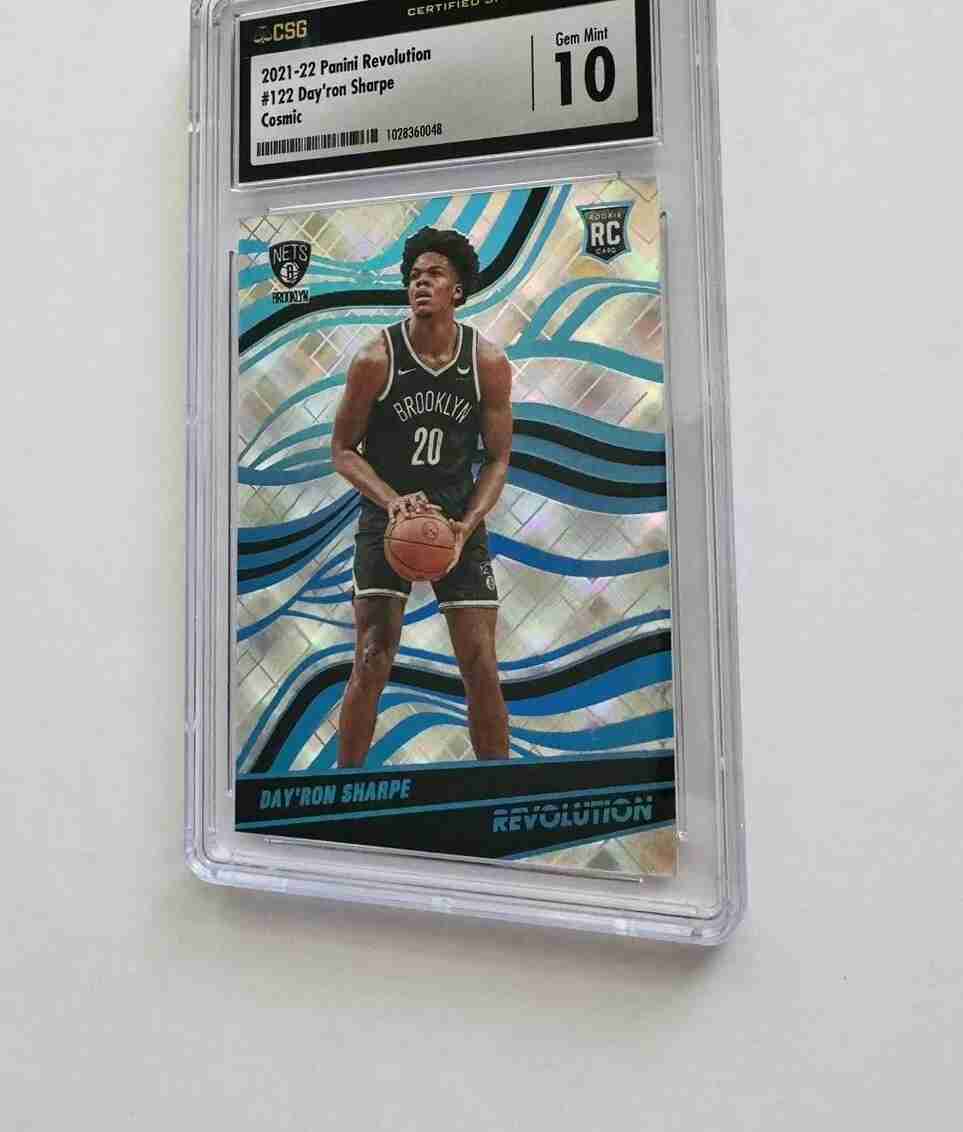 CSG
CERTIFIED
2021-22 Panini Revolution
#122 Day'ron Sharpe
Cosmic
1028360048
Gem Mint
10
NETS
B
BROOKLYN
ROOKIE
RC
CARD
BROOKLYN
20
DAY'RON SHARPE
REVOLUTION